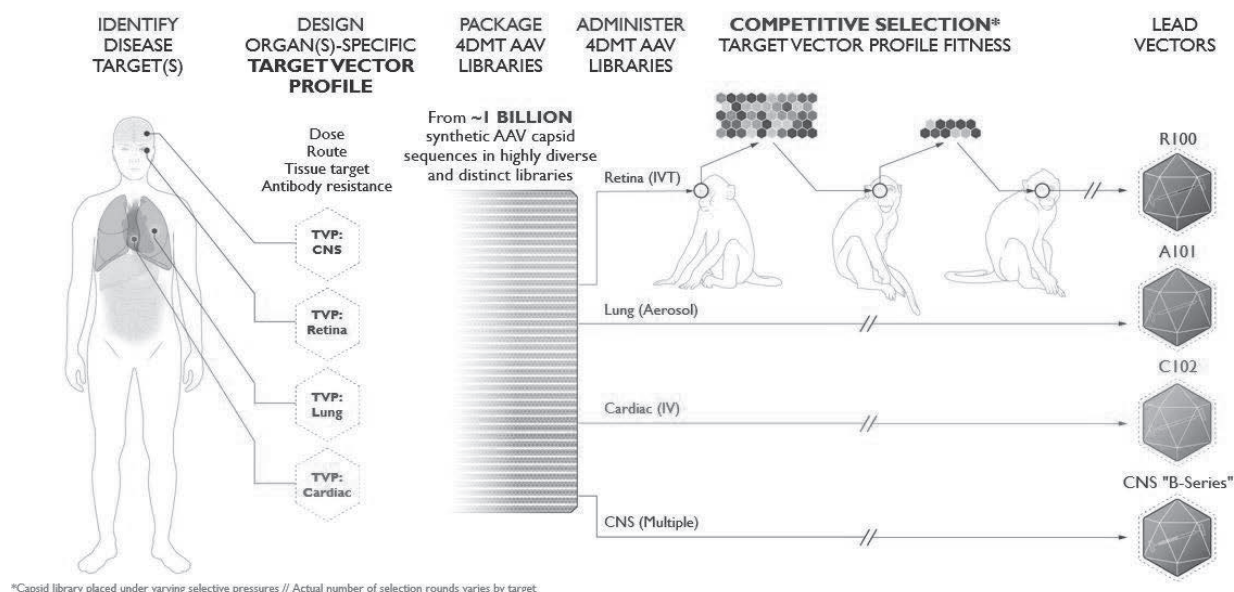 IDENTIFY
DISEASE
TARGET(S)
DESIGN
ORGAN(S)-SPECIFIC
TARGET VECTOR
PROFILE
PACKAGE
4DMT AAV
LIBRARIES
ADMINISTER
4DMT AAV
LIBRARIES
COMPETITIVE SELECTION*
TARGET VECTOR PROFILE FITNESS
LEAD
VECTORS
Dose
Route
Tissue target
Antibody resistance
TVP:
CNS
TVP:
Retina
TVP:
Lung
TVP:
Cardiac
From ~1 BILLION
synthetic AAV capsid
sequences in highly diverse
and distinct libraries
Retina (IVT)
Lung (Aerosol)
Cardiac (IV)
CNS (Multiple)
R100
A101
C102
CNS "B-Series"
*Capsid library placed under varying selective pressures // Actual number of selection rounds varies by target